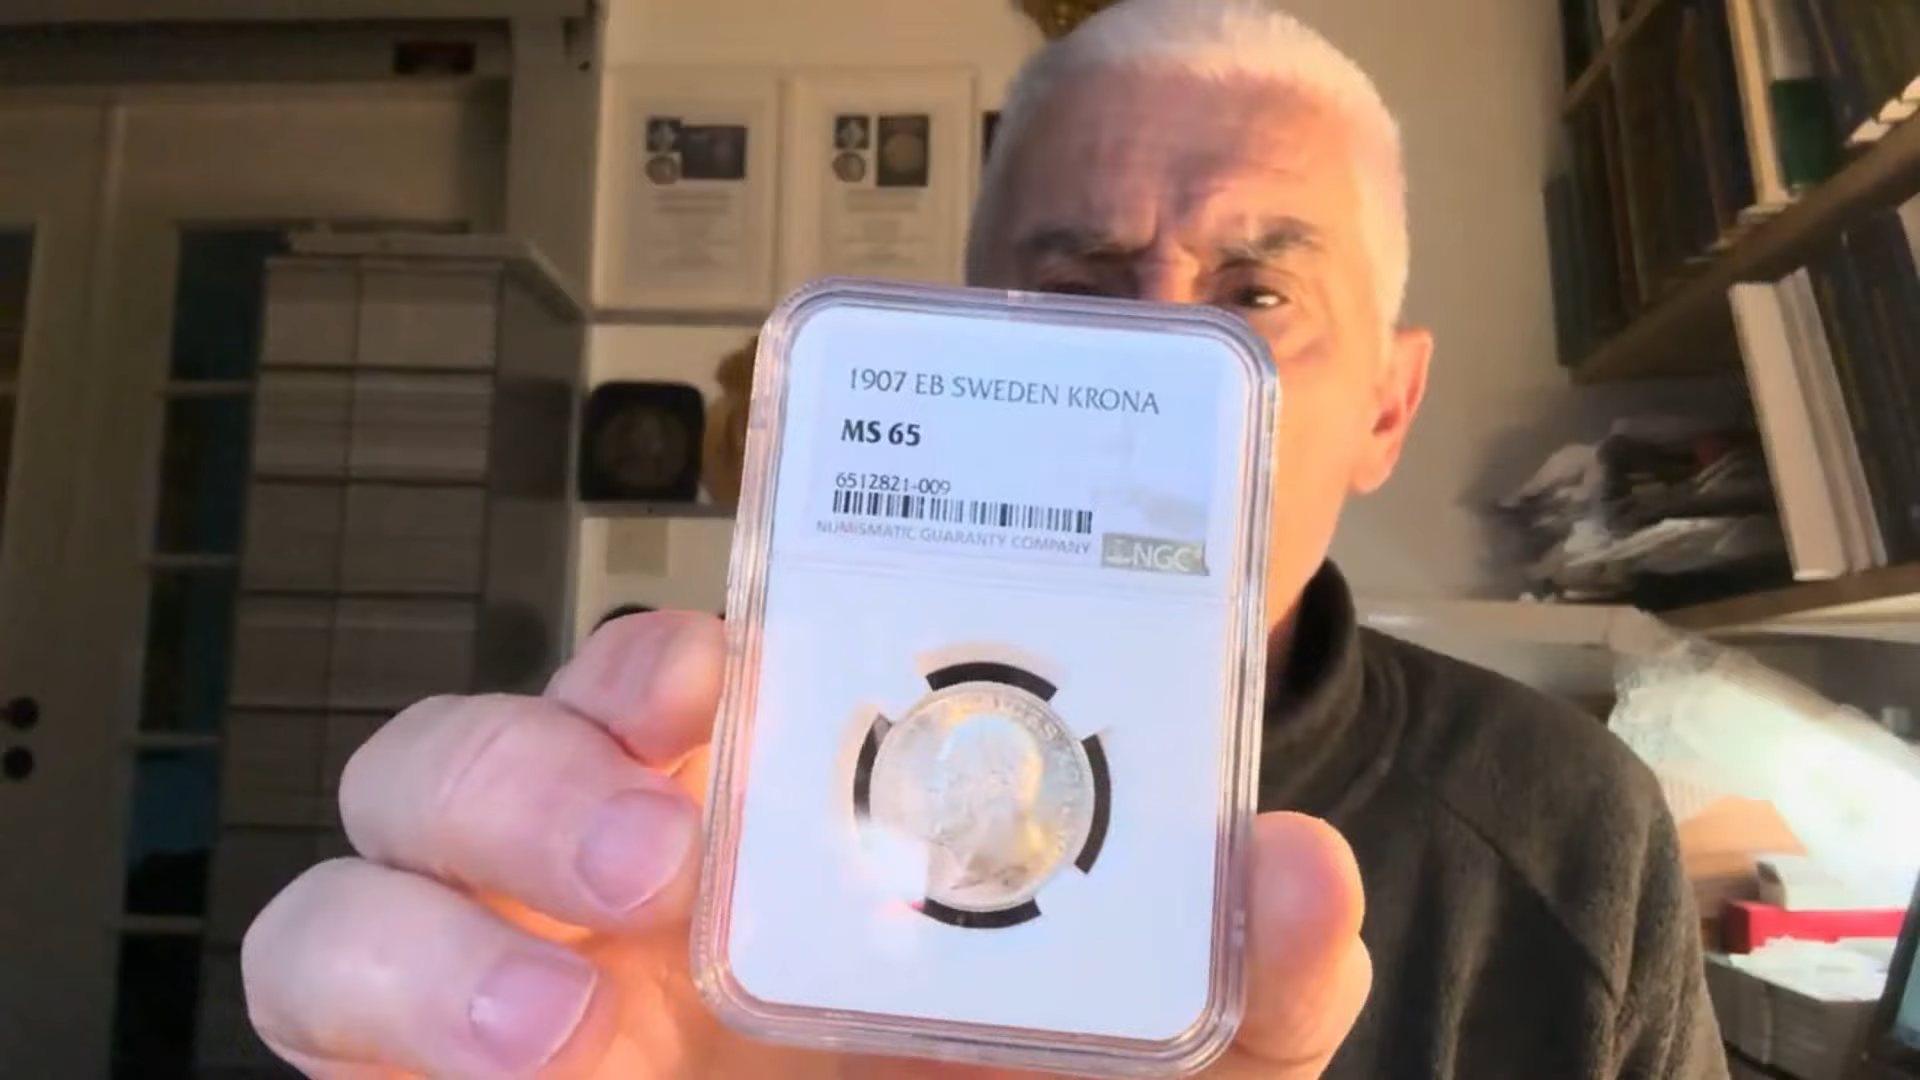 1907 EB SWEDEN KRONA
MS 65
6512821-009
NUMISMATIC GUARANTY COMPANY
NGC